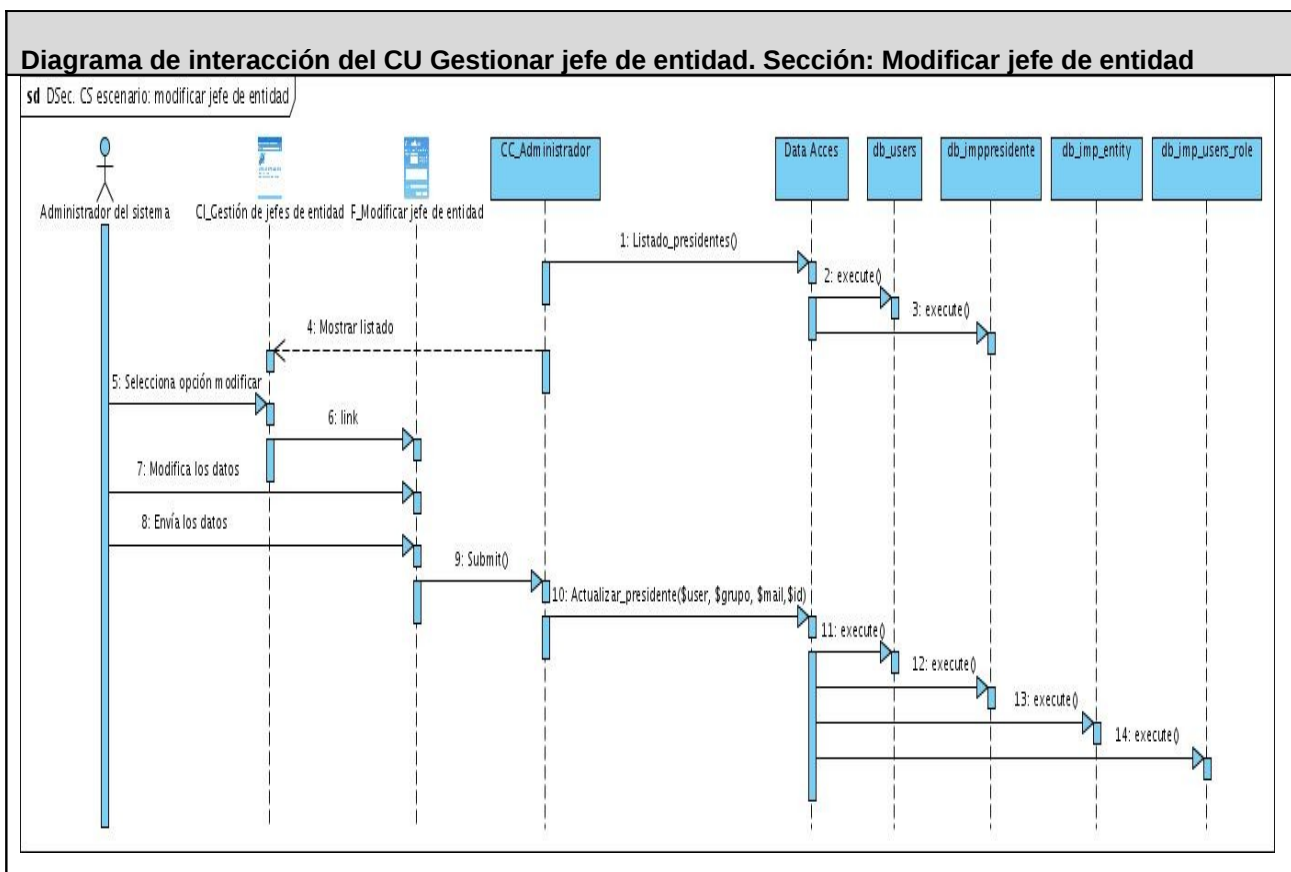 Diagrama de interacción del CU Gestionar jefe de entidad. Sección: Modificar jefe de entidad
sd DSec. CS escenario: modificar jefe de entidad
Administrador del sistema
CI_Gestión de jefes de entidad
F_Modificar jefe de entidad
CC_Administrador
Data Acces
db_users
db_imppresidente
db_imp_entity
db_imp_users_role
1: Listado_presidentes()
2: execute()
3: execute()
4: Mostrar listado
5: Selecciona opción modificar
6: link
7: Modifica los datos
8: Envía los datos
9: Submit()
10: Actualizar_presidente($user, $grupo, $mail,$id)
11: execute()
12: execute()
13: execute()
14: execute()